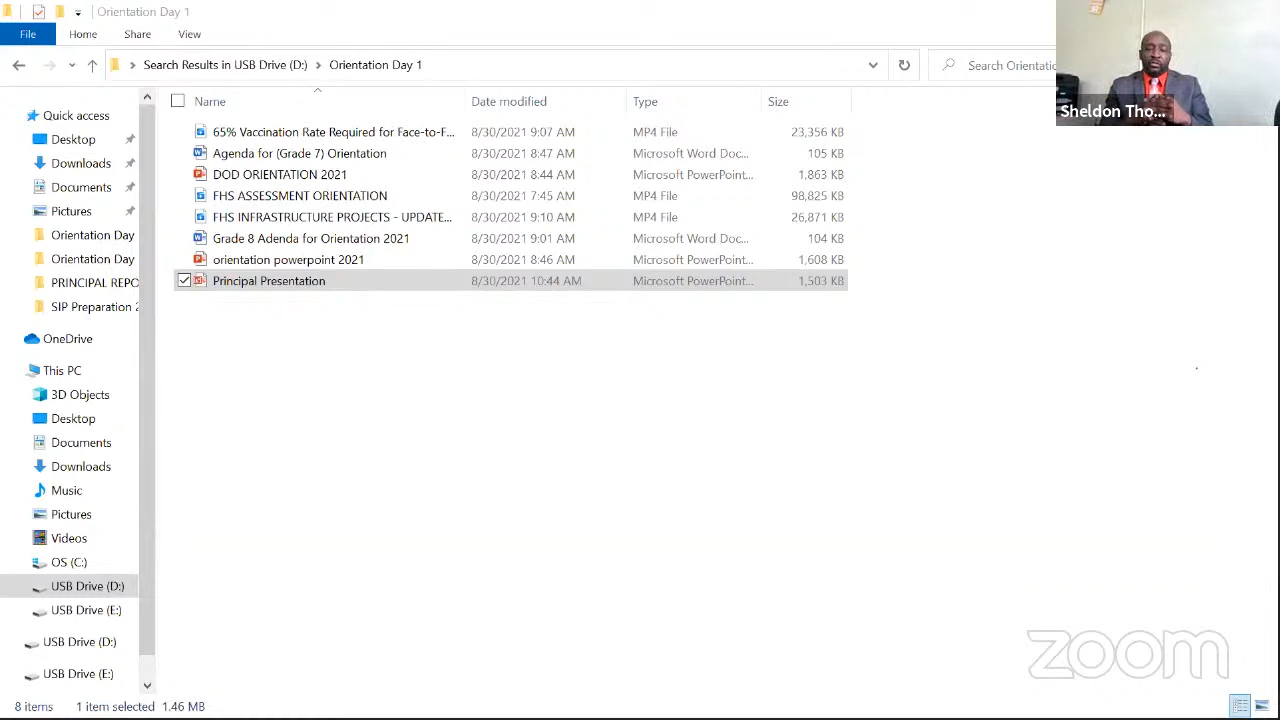 Orientation Day 1
File Home Share View
Search Results in USB Drive (D:) Orientation Day 1
Search Orientatio
Sheldon Tho...
Name Date modified Type Size
65% Vaccination Rate Required for Face-to-F... 8/30/2021 9:07 AM MP4 File 23,356 KB
Agenda for (Grade 7) Orientation 8/30/2021 8:47 AM Microsoft Word Doc... 105 KB
DOD ORIENTATION 2021 8/30/2021 8:44 AM Microsoft PowerPoint... 1,863 KB
FHS ASSESSMENT ORIENTATION 8/30/2021 7:45 AM MP4 File 98,825 KB
FHS INFRASTRUCTURE PROJECTS - UPDATE... 8/30/2021 9:10 AM MP4 File 26,871 KB
Grade 8 Adenda for Orientation 2021 8/30/2021 9:01 AM Microsoft Word Doc... 104 KB
orientation powerpoint 2021 8/30/2021 8:46 AM Microsoft PowerPoint... 1,608 KB
Principal Presentation 8/30/2021 10:44 AM Microsoft PowerPoint... 1,503 KB
Quick access
Desktop
Downloads
Documents
Pictures
Orientation Day
Orientation Day
PRINCIPAL REPO
SIP Preparation 2
OneDrive
This PC
3D Objects
Desktop
Documents
Downloads
Music
Pictures
Videos
OS (C:)
USB Drive (D:)
USB Drive (E:)
USB Drive (D:)
USB Drive (E:)
zoom
8 items 1 item selected 1.46 MB